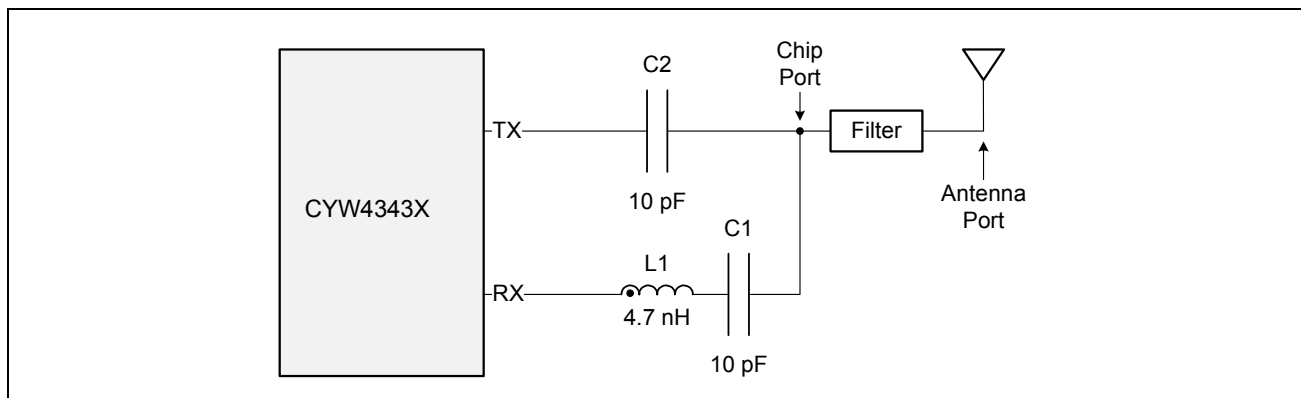 C2
Chip
Port
TX
Filter
10 pF
CYW4343X
Antenna
Port
C1
L1
RX
4.7 nH
10 pF